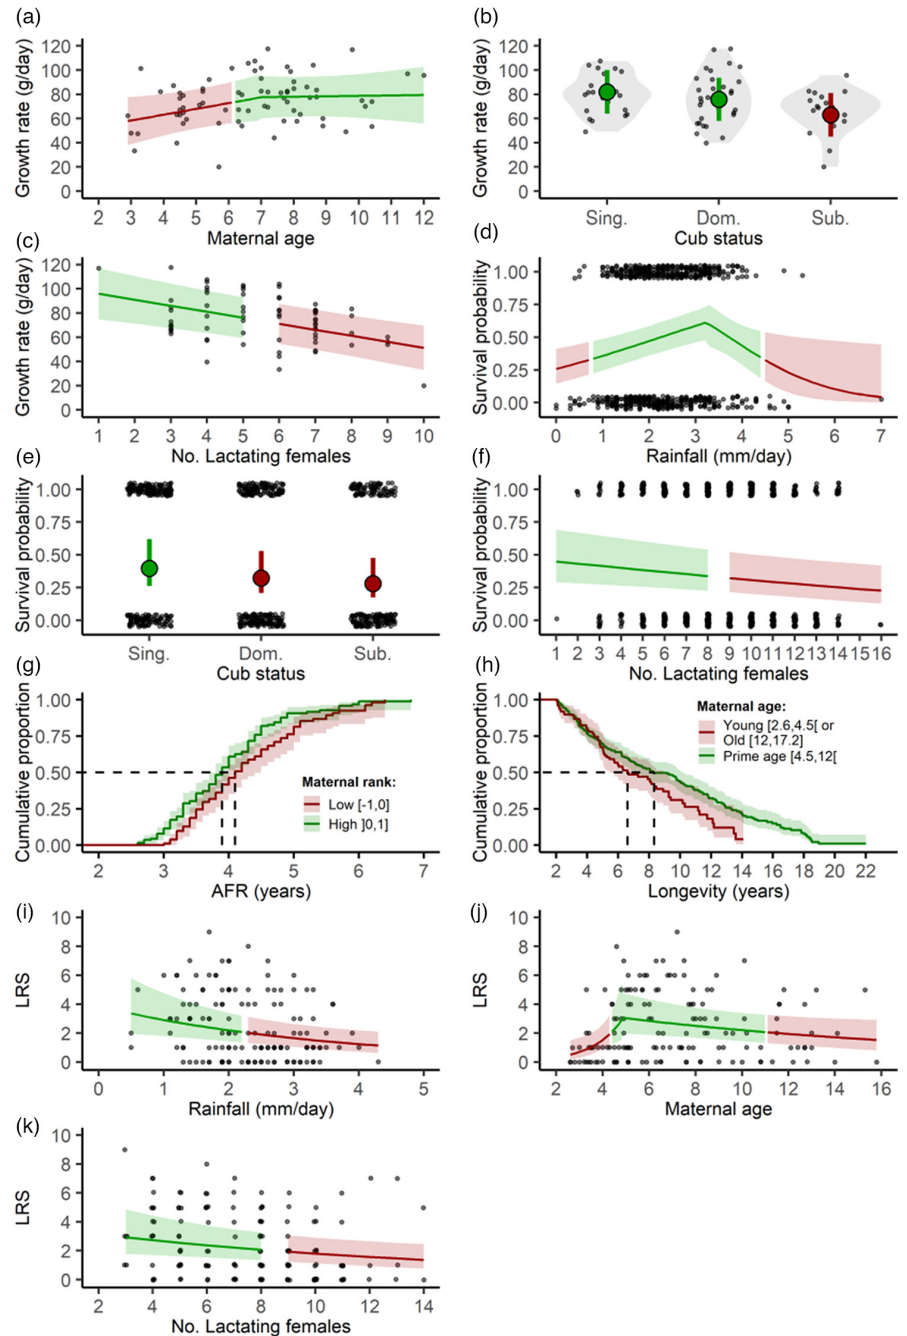 (a)
Growth rate (g/day)
120
100
80
60
40
20
0
2 3 4 5 6 7 8 9 10 11 12
Maternal age
(b)
Growth rate (g/day)
120
100
80
60
40
20
0
Sing. Dom. Sub.
Cub status
(c)
Growth rate (g/day)
120
100
80
60
40
20
0
1 2 3 4 5 6 7 8 9 10
No. Lactating females
(d)
Survival probability
1.00
0.75
0.50
0.25
0.00
0 1 2 3 4 5 6 7
Rainfall (mm/day)
(e)
Survival probability
1.00
0.75
0.50
0.25
0.00
Sing. Dom. Sub.
Cub status
(f)
Survival probability
1.00
0.75
0.50
0.25
0.00
1 2 3 4 5 6 7 8 9 10 11 12 13 14 15 16
No. Lactating females
(g)
Cumulative proportion
1.00
0.75
0.50
0.25
0.00
Maternal rank:
Low [-1,0]
High ]0,1]
2 3 4 5 6 7
AFR (years)
(h)
Cumulative proportion
1.00
0.75
0.50
0.25
0.00
Maternal age:
Young [2.6,4.5[ or
Old [12,17.2]
Prime age [4.5,12[
2 4 6 8 10 12 14 16 18 20 22
Longevity (years)
(i)
LRS
10
8
6
4
2
0
0 1 2 3 4 5
Rainfall (mm/day)
(j)
LRS
10
8
6
4
2
0
2 4 6 8 10 12 14 16
Maternal age
(k)
LRS
10
8
6
4
2
0
2 4 6 8 10 12 14
No. Lactating females